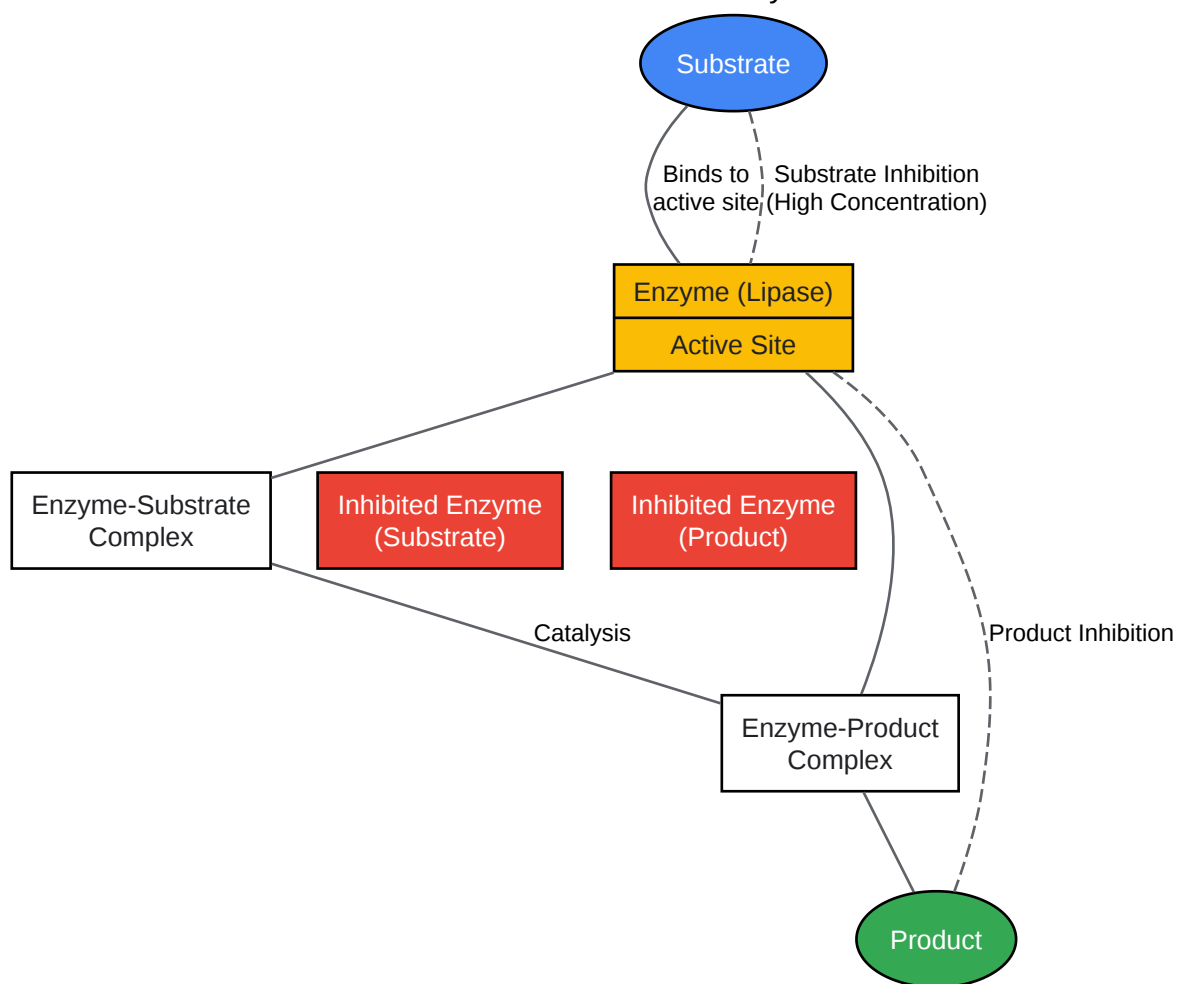 Substrate
Binds to
active site
Substrate Inhibition
(High Concentration)
Enzyme (Lipase)
Active Site
Enzyme-Substrate
Complex
Inhibited Enzyme
(Substrate)
Inhibited Enzyme
(Product)
Catalysis
Product Inhibition
Enzyme-Product
Complex
Product